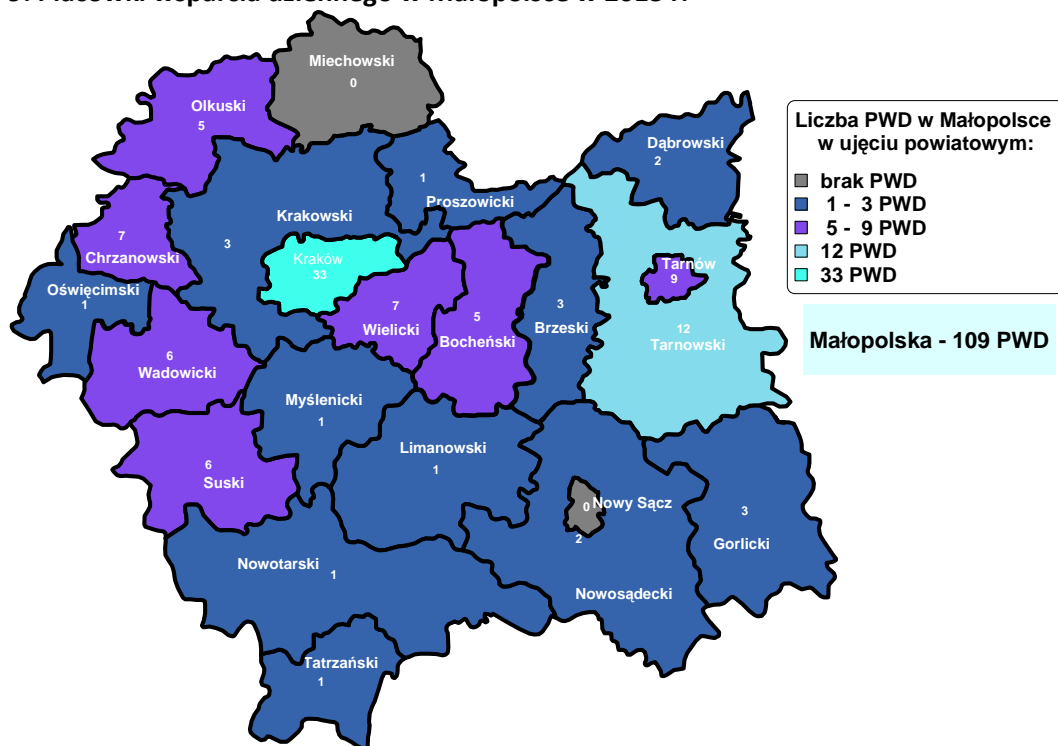 Miechowski
0
Olkuski
5
Dąbrowski
2
1
Proszowicki
Krakowski
3
7
Chrzanowski
Kraków
33
Tarnów
9
Oświęcimski
1
7
Wielicki
5
Bocheński
3
Brzeski
12
Tarnowski
6
Wadowicki
Myślenicki
1
Limanowski
1
6
Suski
0
Nowy Sącz
2
3
Gorlicki
Nowotarski
1
Nowosądecki
Tatrzański
1
Liczba PWD w Małopolsce
w ujęciu powiatowym:
brak PWD
1 - 3 PWD
5 - 9 PWD
12 PWD
33 PWD
Małopolska - 109 PWD